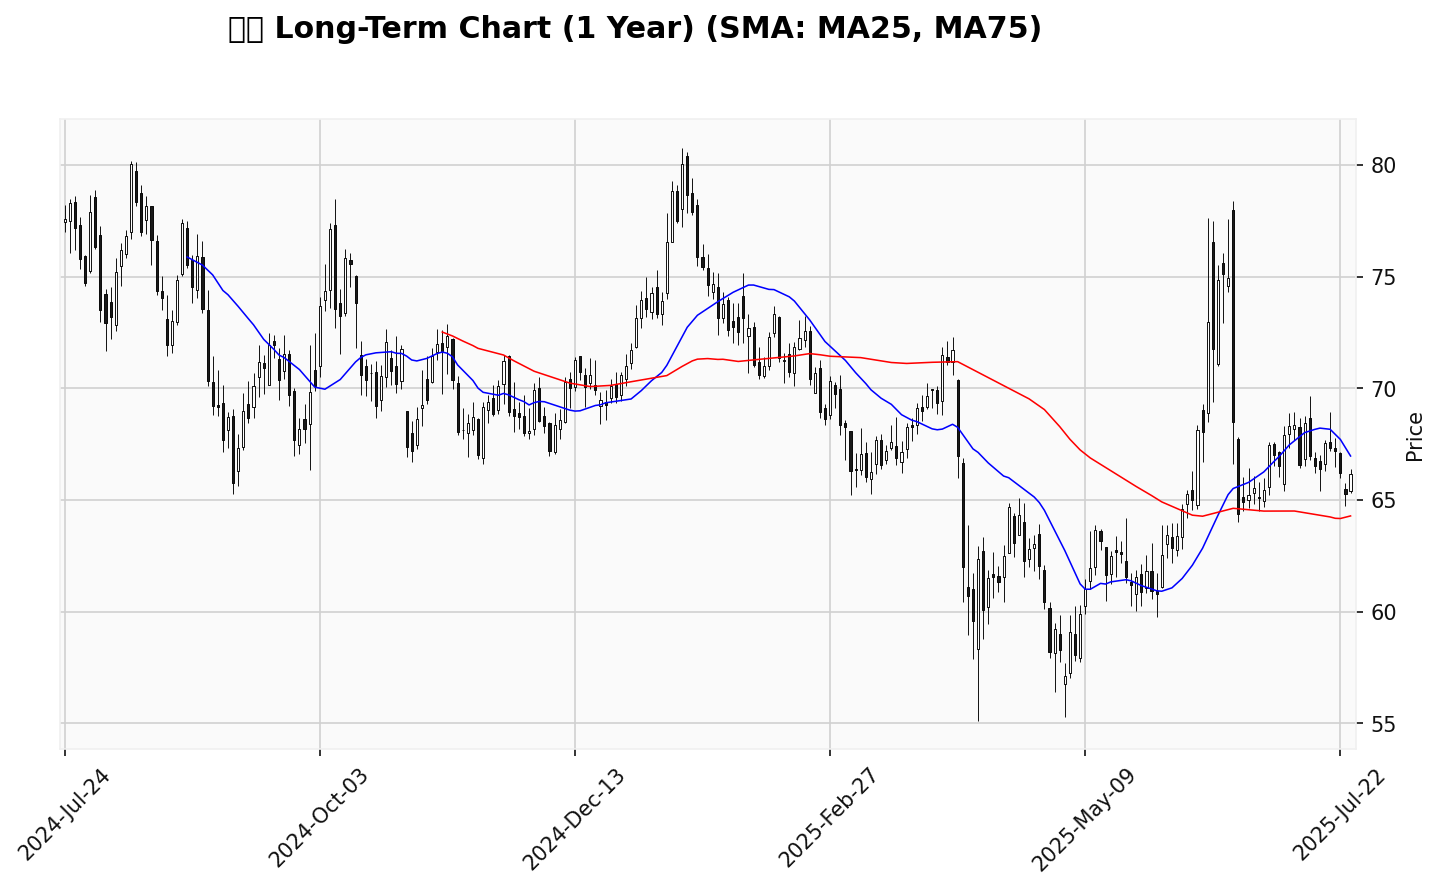 Long-Term Chart (1 Year) (SMA: MA25, MA75)
80
75
70
65
60
55
Price
2024-Jul-24
2024-Oct-03
2024-Dec-13
2025-Feb-27
2025-May-09
2025-Jul-22